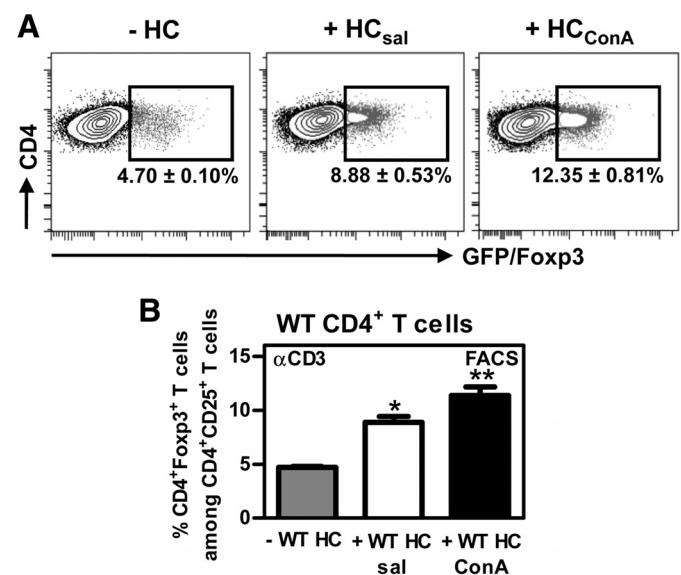 A
- HC
+ HCsal
+ HCConA
CD4
4.70 ± 0.10%
8.88 ± 0.53%
12.35 ± 0.81%
GFP/Foxp3
B
WT CD4+ T cells
% CD4+Foxp3+ T cells
among CD4+CD25+ T cells
αCD3
FACS
15
10
5
0
*
**
- WT HC
+ WT HC
sal
+ WT HC
ConA